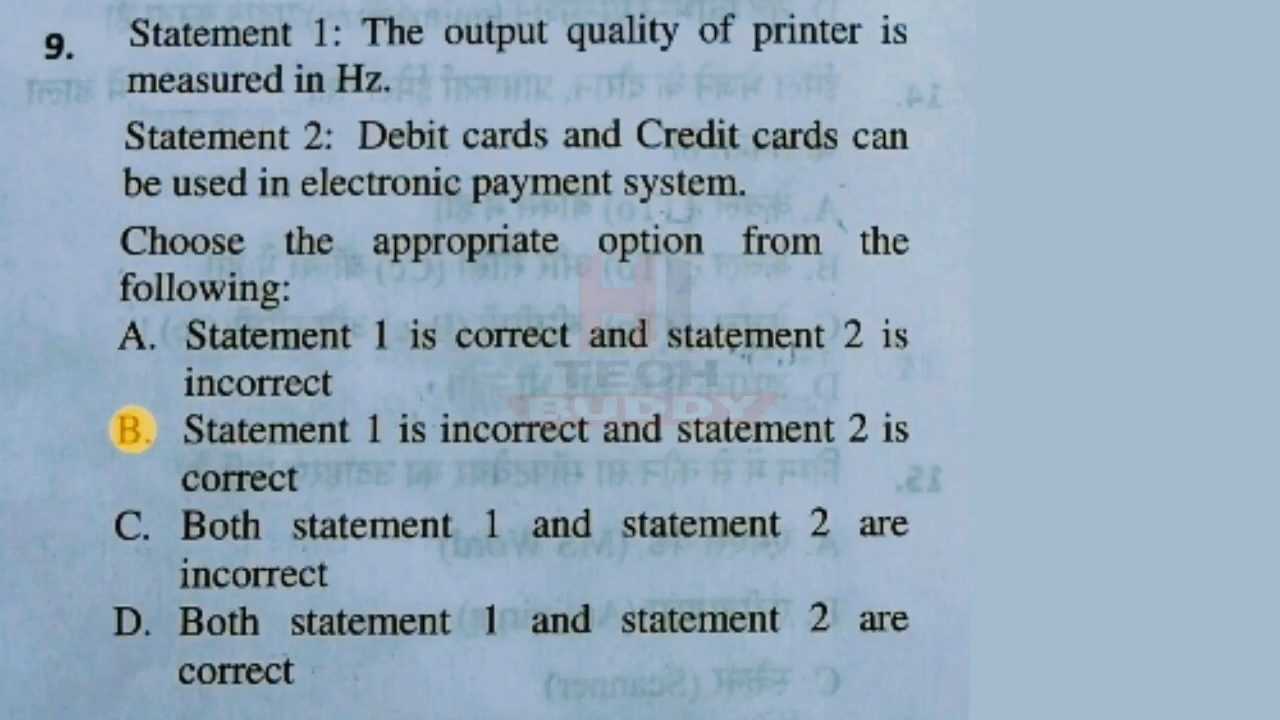 9. Statement 1: The output quality of printer is
measured in Hz.
Statement 2: Debit cards and Credit cards can
be used in electronic payment system.
Choose the appropriate option from the
following:
A. Statement 1 is correct and statement 2 is
incorrect
B. Statement 1 is incorrect and statement 2 is
correct
C. Both statement 1 and statement 2 are
incorrect
D. Both statement 1 and statement 2 are
correct
TECH
BUDDY